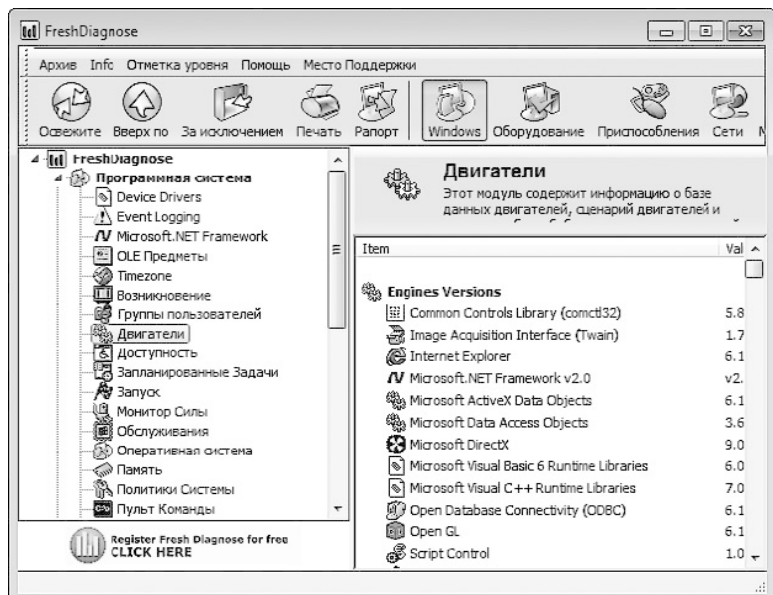 FreshDiagnose
Архив Info Отметка уровня Помощь Место Поддержки
Освежите Вверх по За исключением Печать Рапорт Windows Оборудование Приспособления Сети
FreshDiagnose
Программная система
Device Drivers
Event Logging
Microsoft.NET Framework
OLE Предметы
Timezone
Возникновение
Группы пользователей
Двигатели
Доступность
Запланированные Задачи
Запуск
Монитор Силы
Обслуживания
Оперативная система
Память
Политики Системы
Пульт Команды
Register Fresh Diagnose for free
CLICK HERE
Двигатели
Этот модуль содержит информацию о базе
данных двигателей, сценарий двигателей и
Item Val
Engines Versions
Common Controls Library (comctl32) 5.8
Image Acquisition Interface (Twain) 1.7
Internet Explorer 6.1
Microsoft.NET Framework v2.0 v2.
Microsoft ActiveX Data Objects 6.1
Microsoft Data Access Objects 3.6
Microsoft DirectX 9.0
Microsoft Visual Basic 6 Runtime Libraries 6.0
Microsoft Visual C++ Runtime Libraries 7.0
Open Database Connectivity (ODBC) 6.1
Open GL 6.1
Script Control 1.0